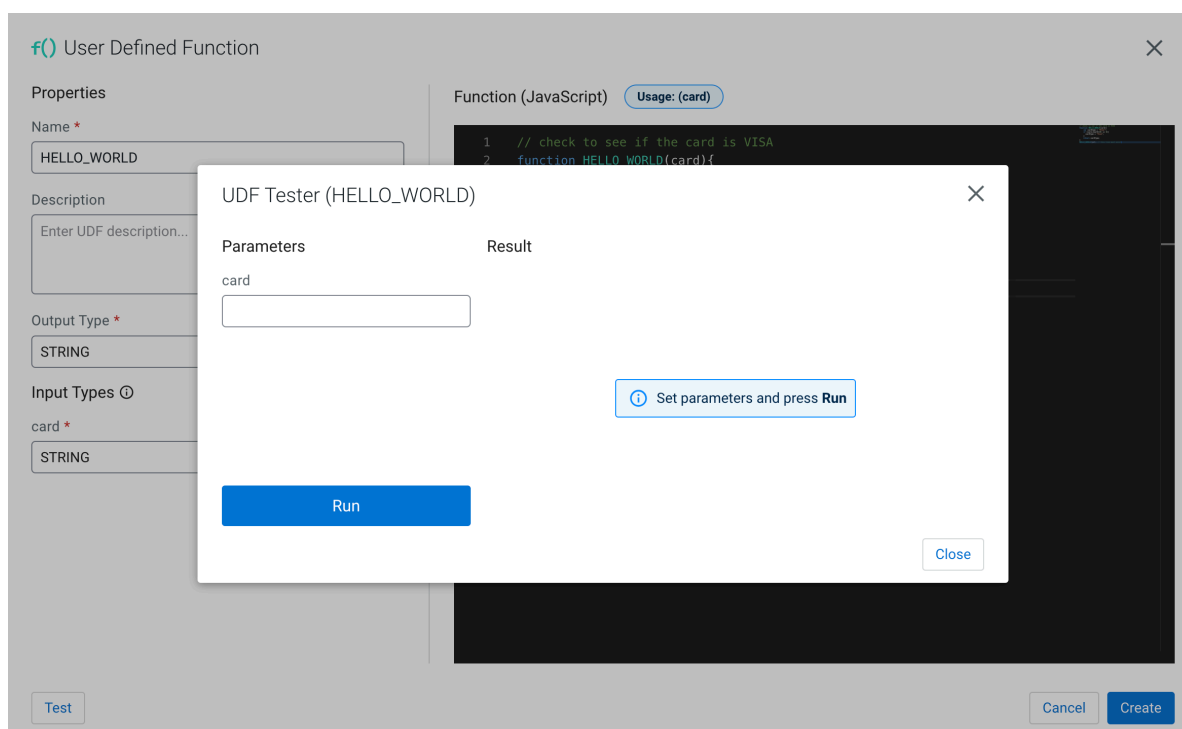 f() User Defined Function
Properties
Name *
HELLO_WORLD
Description
Enter UDF description...
Output Type *
STRING
Input Types
card *
STRING
Function (JavaScript) Usage: (card)
1 // check to see if the card is VISA
2 function HELLO_WORLD(card){
UDF Tester (HELLO_WORLD)
Parameters
card
Result
Set parameters and press Run
Run
Close
Test
Cancel
Create